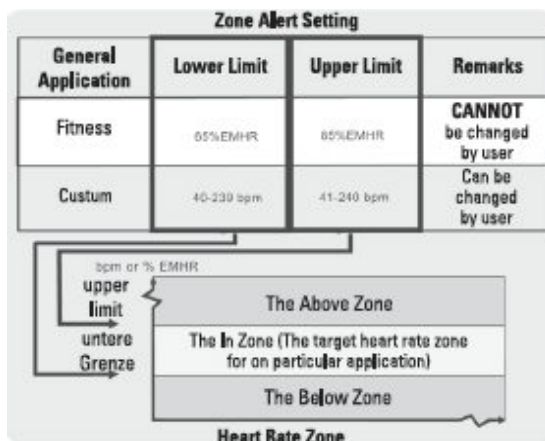 Zone Alert Setting
General Application
Lower Limit
Upper Limit
Remarks
Fitness
65%EMHR
85%EMHR
CANNOT
be changed
by user
Custum
40-239 bpm
41-240 bpm
Can be
changed
by user
bpm or % EMHR
upper
limit
untere
Grenze
The Above Zone
The In Zone (The target heart rate zone
for on particular application)
The Below Zone
Heart Rate Zone